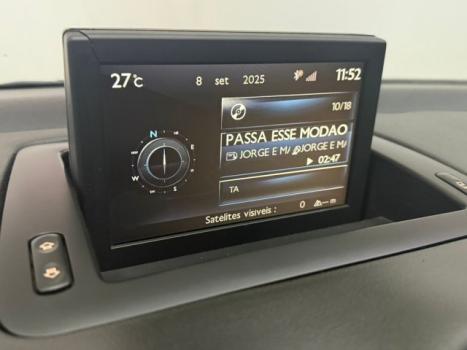 27°C 8 set 2025 11:52
10/18
PASSA ESSE MODAO
JORGE E M/ JORGE E M/
02:47
TA
N
E
S
W
Satelites visiveis : 0